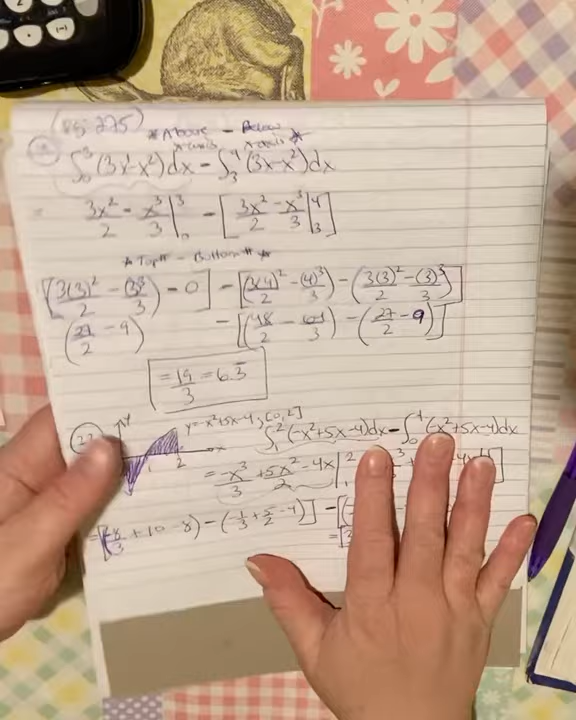 (pg. 275)
* Above - Below *
x-axis x-axis
∫₀³ (3x-x²)dx - ∫₃⁴ (3x-x²)dx
3x²/2 - x³/3 |₀³ - [3x²/2 - x³/3 |₃⁴]
* Top - Bottom *
[3(3)²/2 - (3)³/3 - 0] - [3(4)²/2 - (4)³/3 - (3(3)²/2 - (3)³/3)]
(27/2 - 9) - [(48/2 - 64/3) - (27/2 - 9)]
= 19/3 = 6.3
y=-x²+5x-4; [0,2]
∫₁² (-x²+5x-4)dx - ∫₀¹ (-x²+5x-4)dx
= -x³/3 + 5x²/2 - 4x |₁²
= [(-8/3 + 10 - 8) - (-1/3 + 5/2 - 4)] - [
= [